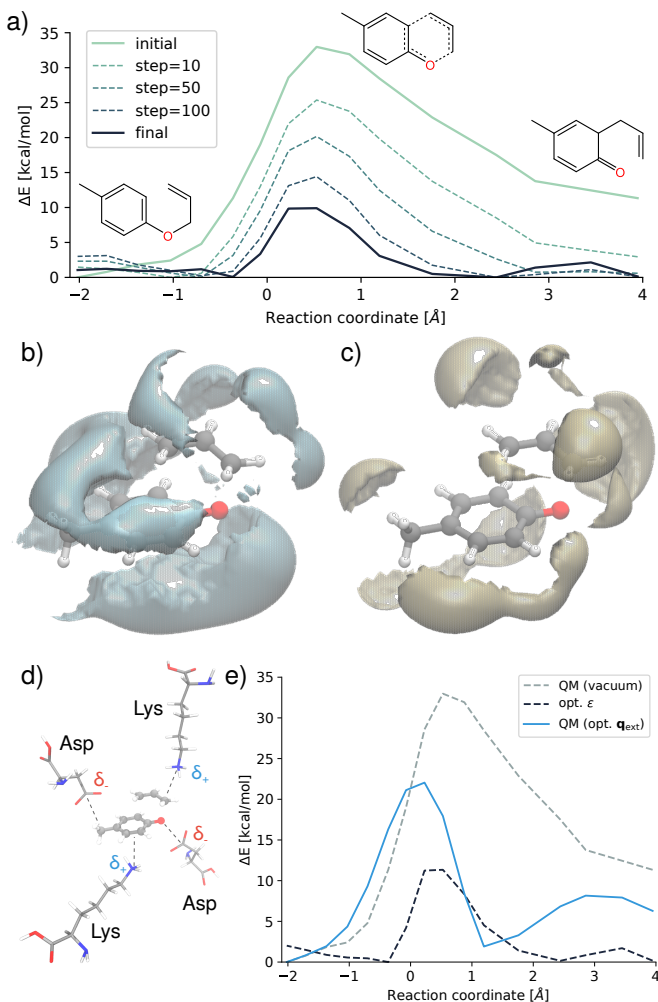 a)
initial
step=10
step=50
step=100
final
O
O
O
ΔE [kcal/mol]
35
30
25
20
15
10
5
0
−2 −1 0 1 2 3 4
Reaction coordinate [Å]
b)
c)
d)
Lys
Asp
δ-
δ+
δ-
δ+
Lys
Asp
e)
QM (vacuum)
opt. ε
QM (opt. q_ext)
ΔE [kcal/mol]
35
30
25
20
15
10
5
0
−2 −1 0 1 2 3 4
Reaction coordinate [Å]